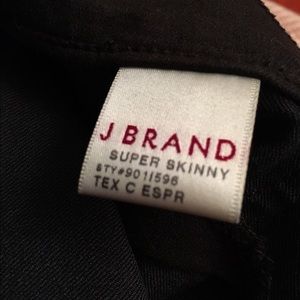 J BRAND
SUPER SKINNY
STY#901I596
TEX C ESPR